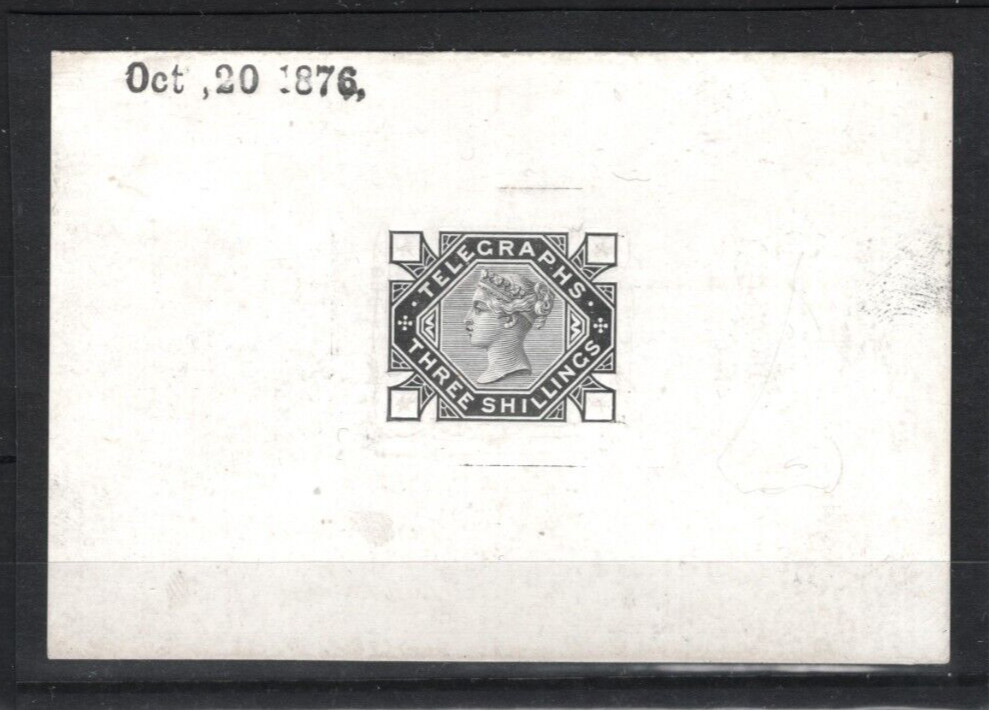 Oct ,20 1876,
TELEGRAPHS
THREE SHILLINGS